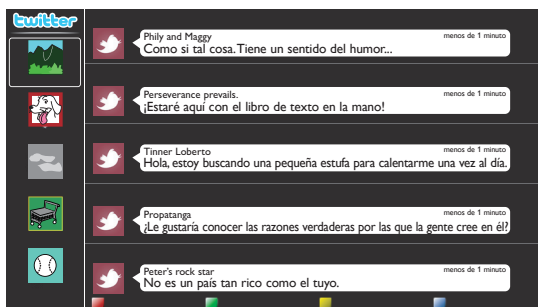 twitter
Phily and Maggy
menos de 1 minuto
Como si tal cosa. Tiene un sentido del humor...
Perseverance prevails.
menos de 1 minuto
¡Estaré aquí con el libro de texto en la mano!
Tinner Loberto
menos de 1 minuto
Hola, estoy buscando una pequeña estufa para calentarme una vez al día.
Propatanga
menos de 1 minuto
¿Le gustaría conocer las razones verdaderas por las que la gente cree en él?
Peter's rock star
menos de 1 minuto
No es un país tan rico como el tuyo.